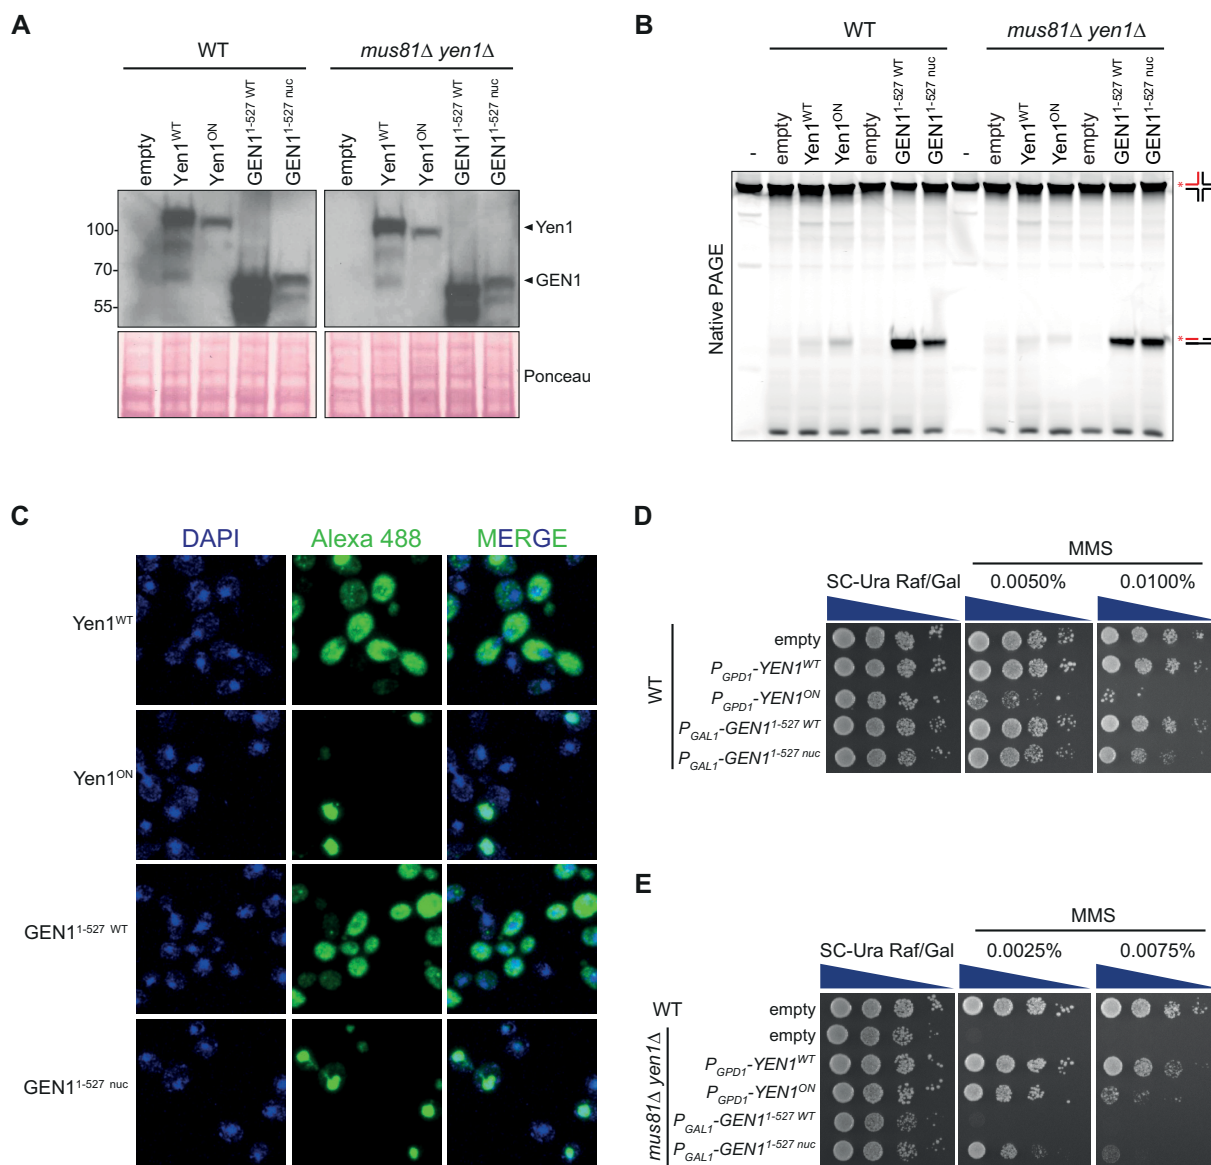 A
WT
mus81Δ yen1Δ
empty
Yen1WT
Yen1ON
GEN11-527 WT
GEN11-527 nuc
empty
Yen1WT
Yen1ON
GEN11-527 WT
GEN11-527 nuc
100-
70-
55-
Yen1
GEN1
Ponceau
B
WT
mus81Δ yen1Δ
-
empty
Yen1WT
Yen1ON
empty
GEN11-527 WT
GEN11-527 nuc
-
empty
Yen1WT
Yen1ON
empty
GEN11-527 WT
GEN11-527 nuc
Native PAGE
*
*
C
DAPI
Alexa 488
MERGE
Yen1WT
Yen1ON
GEN11-527 WT
GEN11-527 nuc
D
MMS
SC-Ura Raf/Gal
0.0050%
0.0100%
WT
empty
PGPD1-YEN1WT
PGPD1-YEN1ON
PGAL1-GEN11-527 WT
PGAL1-GEN11-527 nuc
E
MMS
SC-Ura Raf/Gal
0.0025%
0.0075%
WT
empty
mus81Δ yen1Δ
empty
PGPD1-YEN1WT
PGPD1-YEN1ON
PGAL1-GEN11-527 WT
PGAL1-GEN11-527 nuc